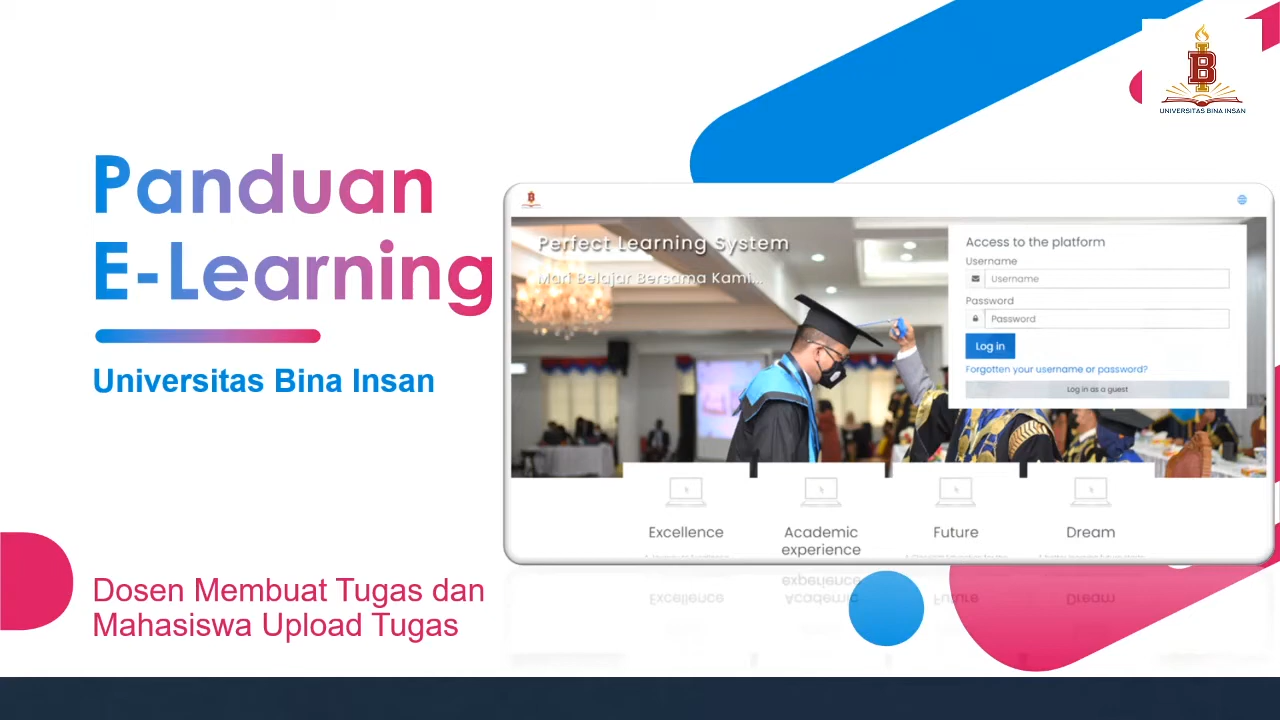 UNIVERSITAS BINA INSAN
Panduan
E-Learning
Universitas Bina Insan
Dosen Membuat Tugas dan
Mahasiswa Upload Tugas
Perfect Learning System
Mari Belajar Bersama Kami...
Access to the platform
Username
Username
Password
Password
Log in
Forgotten your username or password?
Log in as a guest
Excellence
Academic
experience
Future
Dream